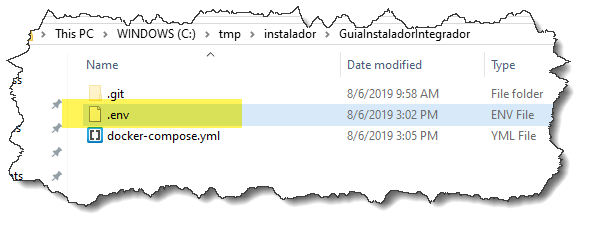 This PC > WINDOWS (C:) > tmp > instalador > GuiaInstaladorIntegrador
Name Date modified Type
.git 8/6/2019 9:58 AM File folder
.env 8/6/2019 3:02 PM ENV File
docker-compose.yml 8/6/2019 3:05 PM YML File